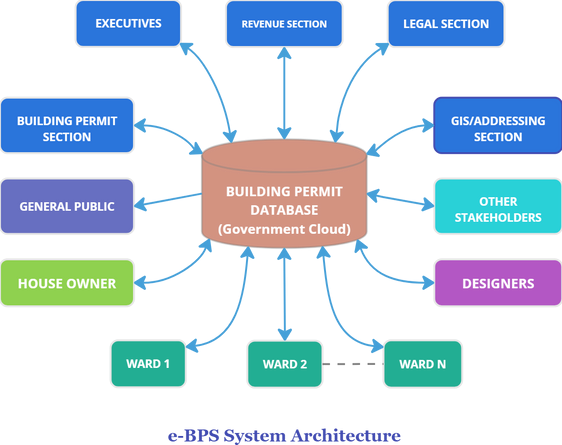 EXECUTIVES
REVENUE SECTION
LEGAL SECTION
BUILDING PERMIT
SECTION
GIS/ADDRESSING
SECTION
GENERAL PUBLIC
BUILDING PERMIT
DATABASE
(Government Cloud)
OTHER
STAKEHOLDERS
HOUSE OWNER
DESIGNERS
WARD 1
WARD 2
WARD N
e-BPS System Architecture